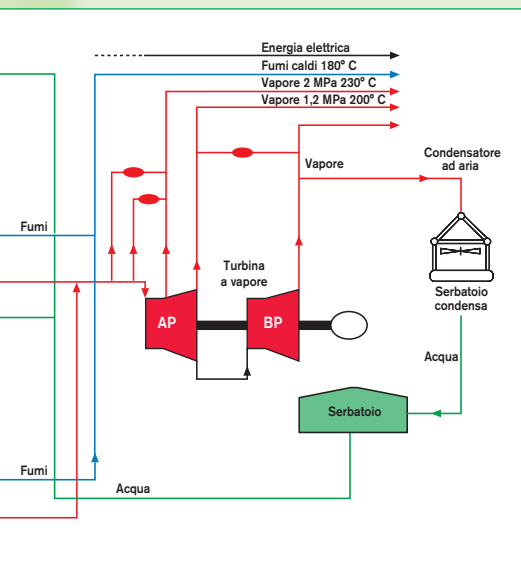 Energia elettrica
Fumi caldi 180° C
Vapore 2 MPa 230° C
Vapore 1,2 MPa 200° C
Vapore
Condensatore
ad aria
Fumi
Turbina
a vapore
Serbatoio
condensa
AP
BP
Acqua
Serbatoio
Fumi
Acqua